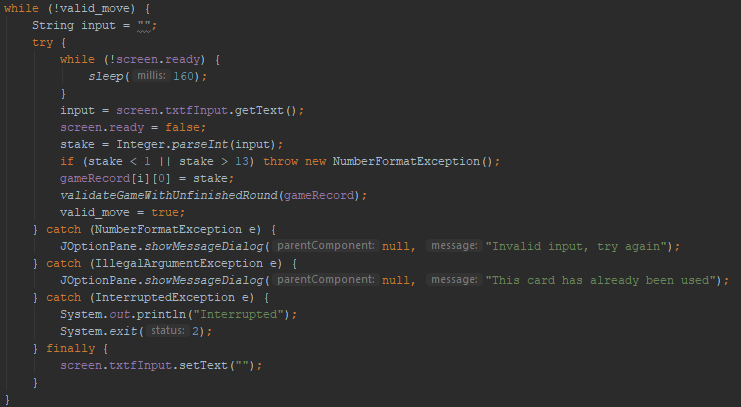 while (!valid_move) {
    String input = "";
    try {
        while (!screen.ready) {
            sleep( millis: 160);
        }
        input = screen.txtfInput.getText();
        screen.ready = false;
        stake = Integer.parseInt(input);
        if (stake < 1 || stake > 13) throw new NumberFormatException();
        gameRecord[i][0] = stake;
        validateGameWithUnfinishedRound(gameRecord);
        valid_move = true;
    } catch (NumberFormatException e) {
        JOptionPane.showMessageDialog( parentComponent: null, message: "Invalid input, try again");
    } catch (IllegalArgumentException e) {
        JOptionPane.showMessageDialog( parentComponent: null, message: "This card has already been used");
    } catch (InterruptedException e) {
        System.out.println("Interrupted");
        System.exit( status: 2);
    } finally {
        screen.txtfInput.setText("");
    }
}